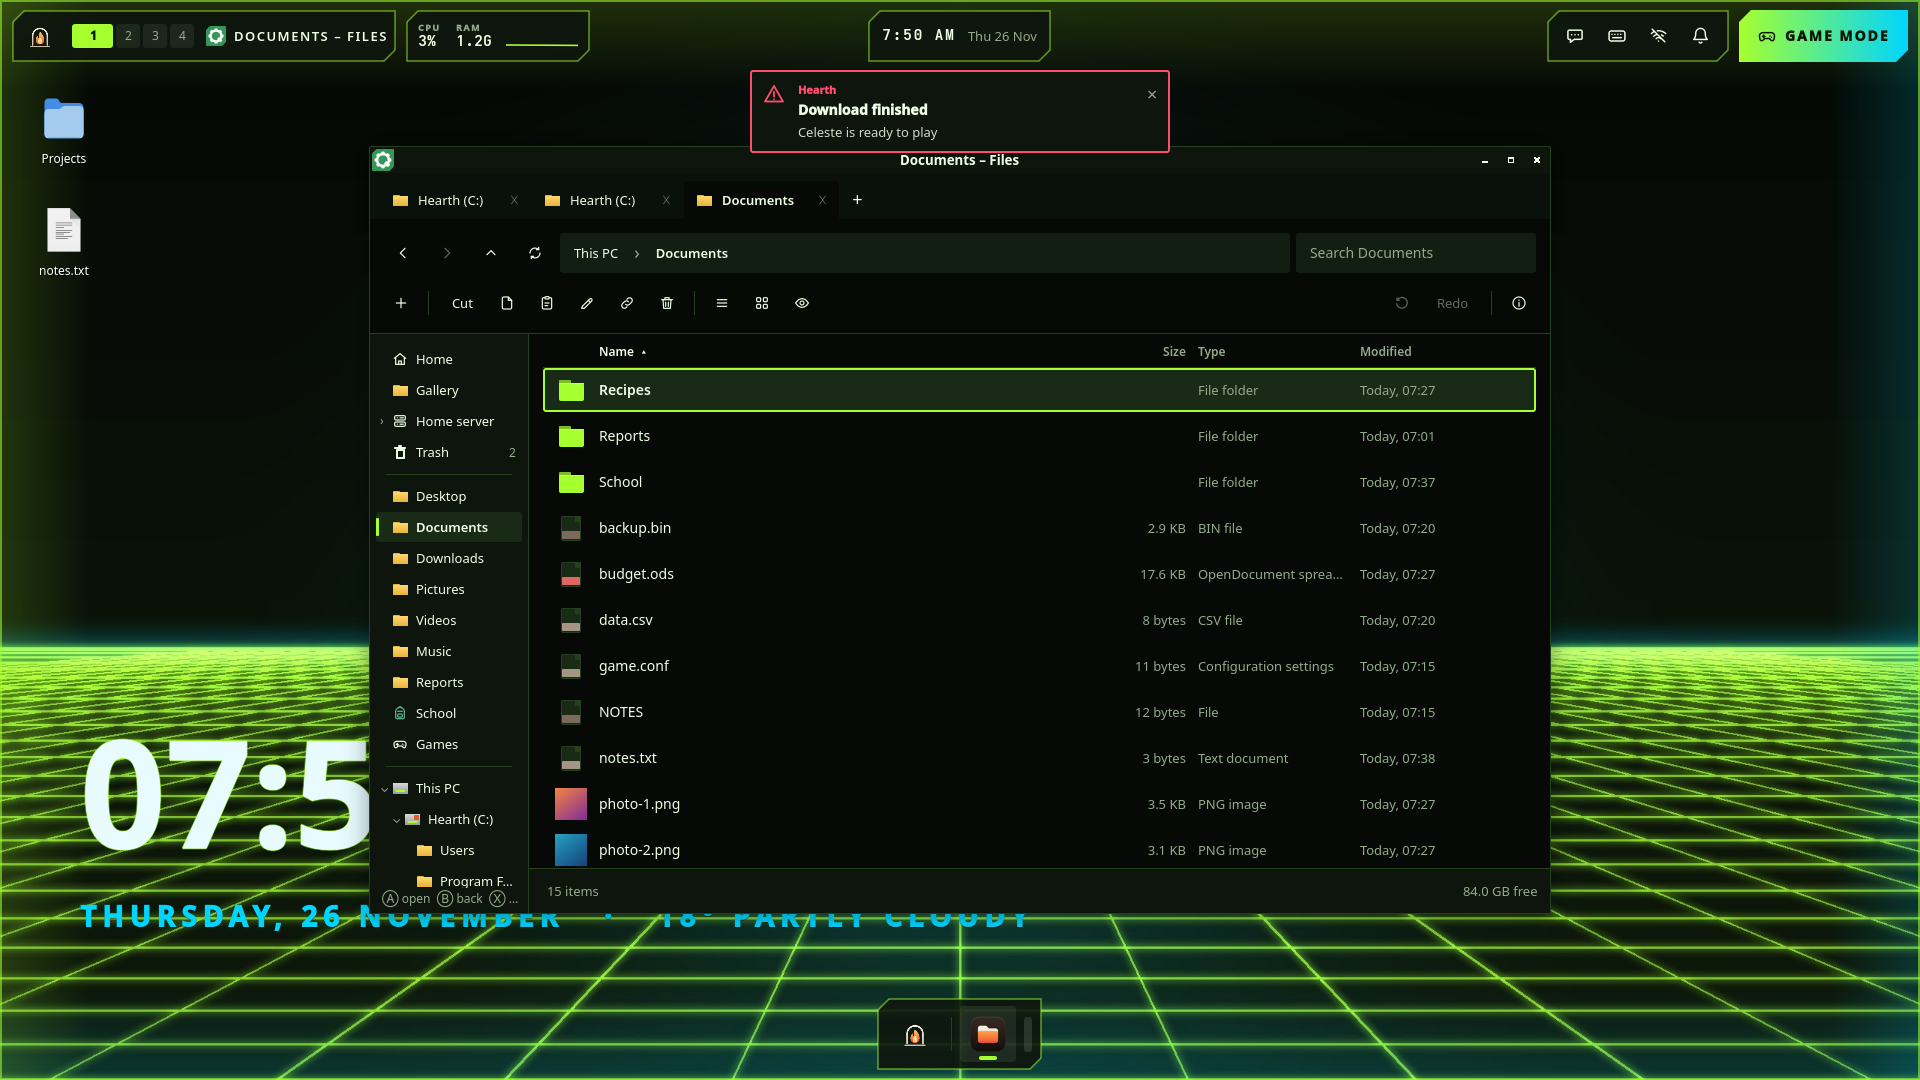 1 2 3 4 DOCUMENTS – FILES
CPU 3% RAM 1.2G
7:50 AM Thu 26 Nov
GAME MODE
Projects
notes.txt
Hearth
Download finished
Celeste is ready to play
Documents – Files
Hearth (C:) X Hearth (C:) X Documents X +
This PC › Documents
Search Documents
Cut
Redo
Home
Gallery
Home server
Trash 2
Desktop
Documents
Downloads
Pictures
Videos
Music
Reports
School
Games
This PC
Hearth (C:)
Users
Program F...
A open B back X ...
Name Size Type Modified
Recipes File folder Today, 07:27
Reports File folder Today, 07:01
School File folder Today, 07:37
backup.bin 2.9 KB BIN file Today, 07:20
budget.ods 17.6 KB OpenDocument sprea... Today, 07:27
data.csv 8 bytes CSV file Today, 07:20
game.conf 11 bytes Configuration settings Today, 07:15
NOTES 12 bytes File Today, 07:15
notes.txt 3 bytes Text document Today, 07:38
photo-1.png 3.5 KB PNG image Today, 07:27
photo-2.png 3.1 KB PNG image Today, 07:27
15 items
84.0 GB free
07:5
THURSDAY, 26 NOVEMBER · 18° PARTLY CLOUDY